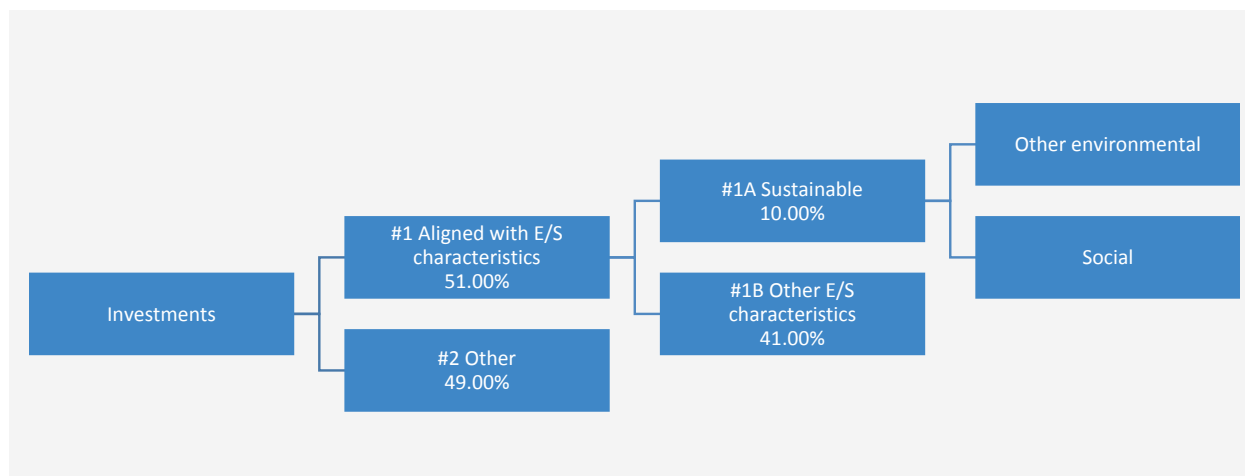 Investments
#1 Aligned with E/S
characteristics
51.00%
#2 Other
49.00%
#1A Sustainable
10.00%
#1B Other E/S
characteristics
41.00%
Other environmental
Social